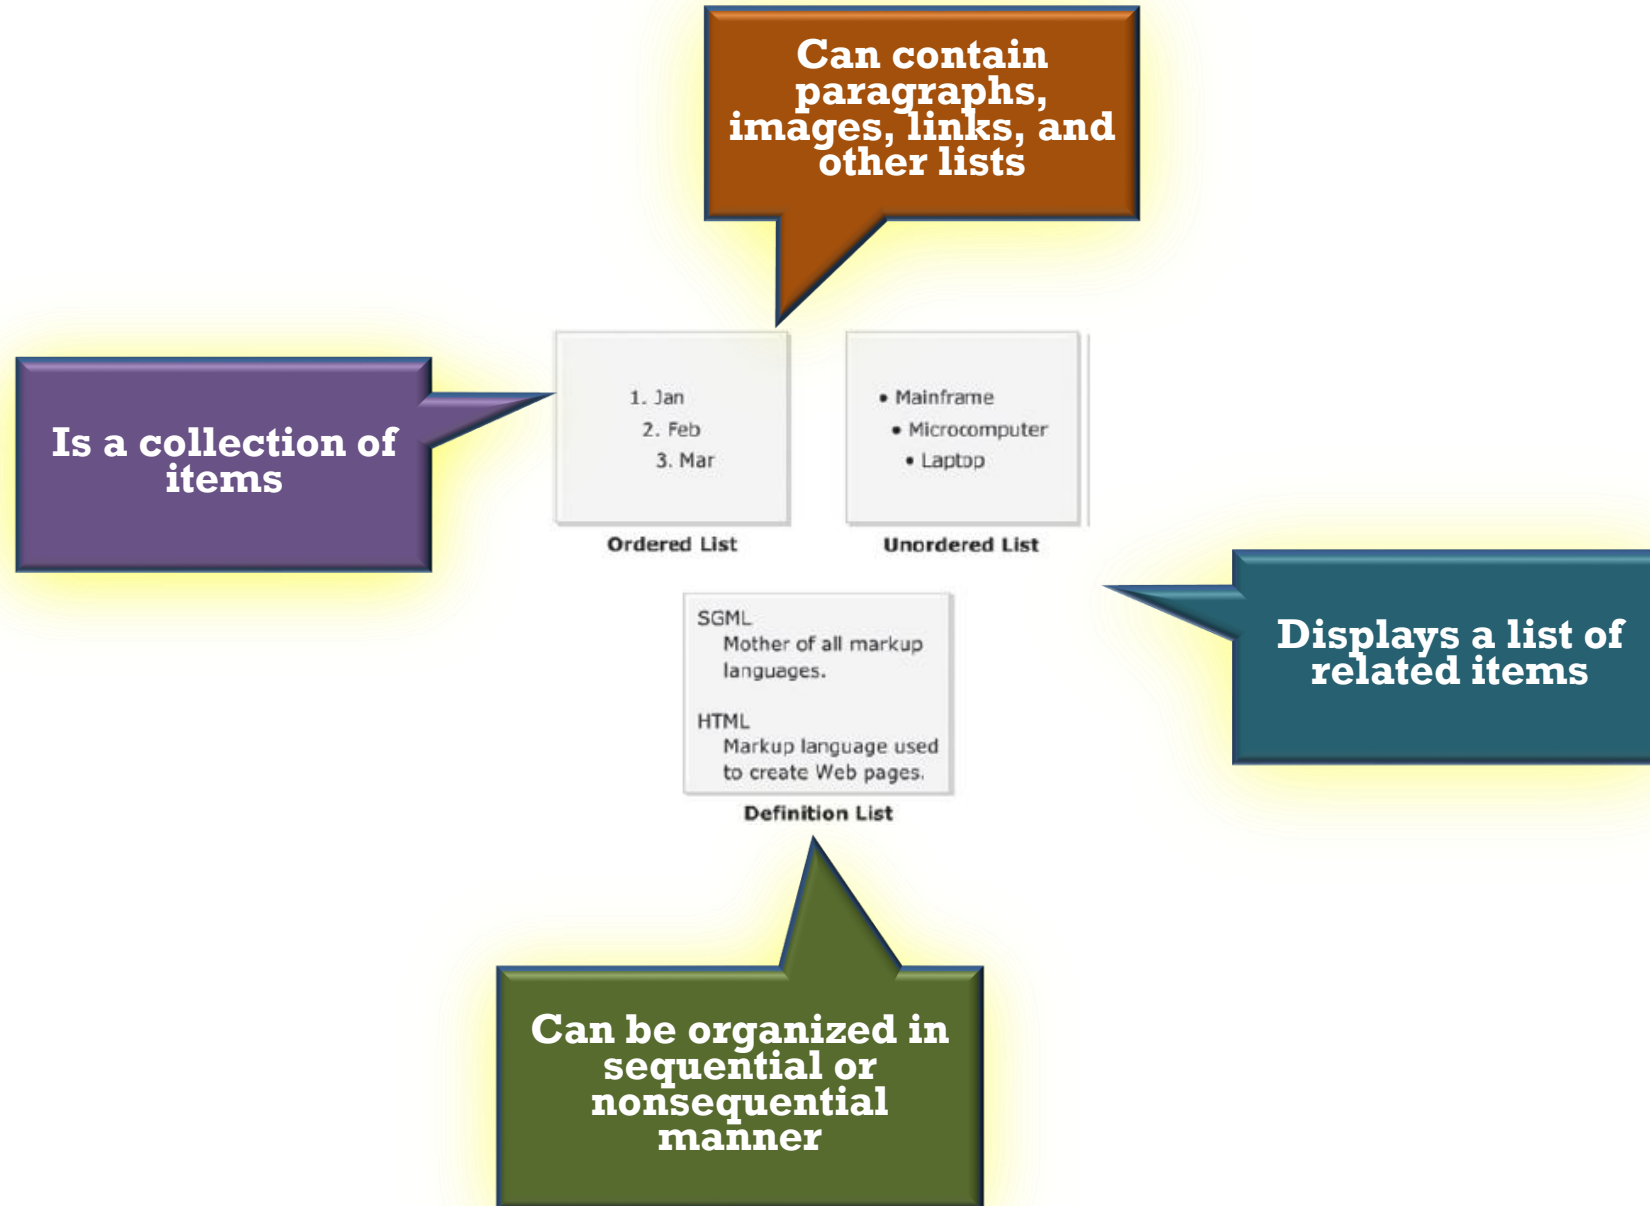 Can contain
paragraphs,
images, links, and
other lists
Is a collection of
items
1. Jan
2. Feb
3. Mar
Ordered List
• Mainframe
• Microcomputer
• Laptop
Unordered List
Displays a list of
related items
SGML
Mother of all markup
languages.
HTML
Markup language used
to create Web pages.
Definition List
Can be organized in
sequential or
nonsequential
manner